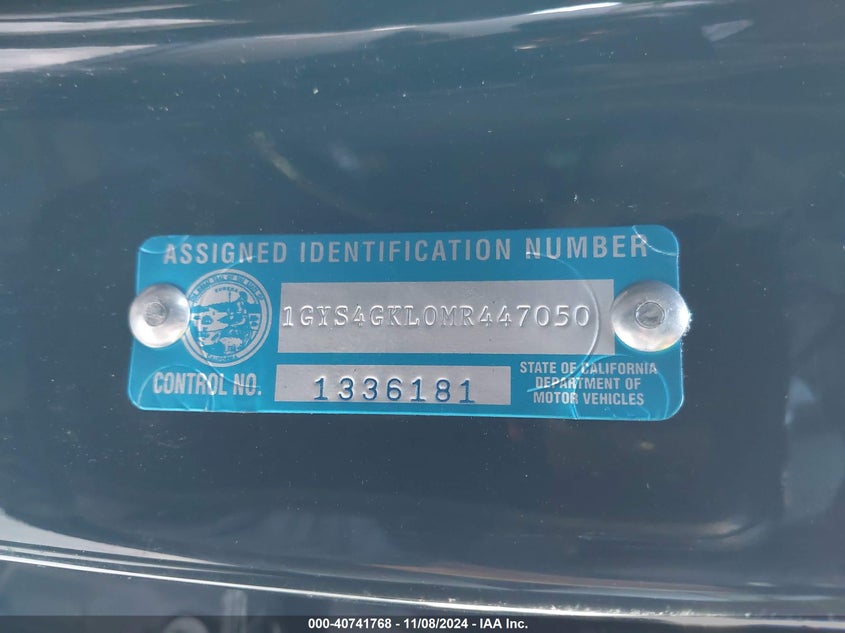 ASSIGNED IDENTIFICATION NUMBER
1GYS4GKL0MR447050
CONTROL NO. 1336181
STATE OF CALIFORNIA
DEPARTMENT OF
MOTOR VEHICLES
000-40741768 - 11/08/2024 - IAA Inc.